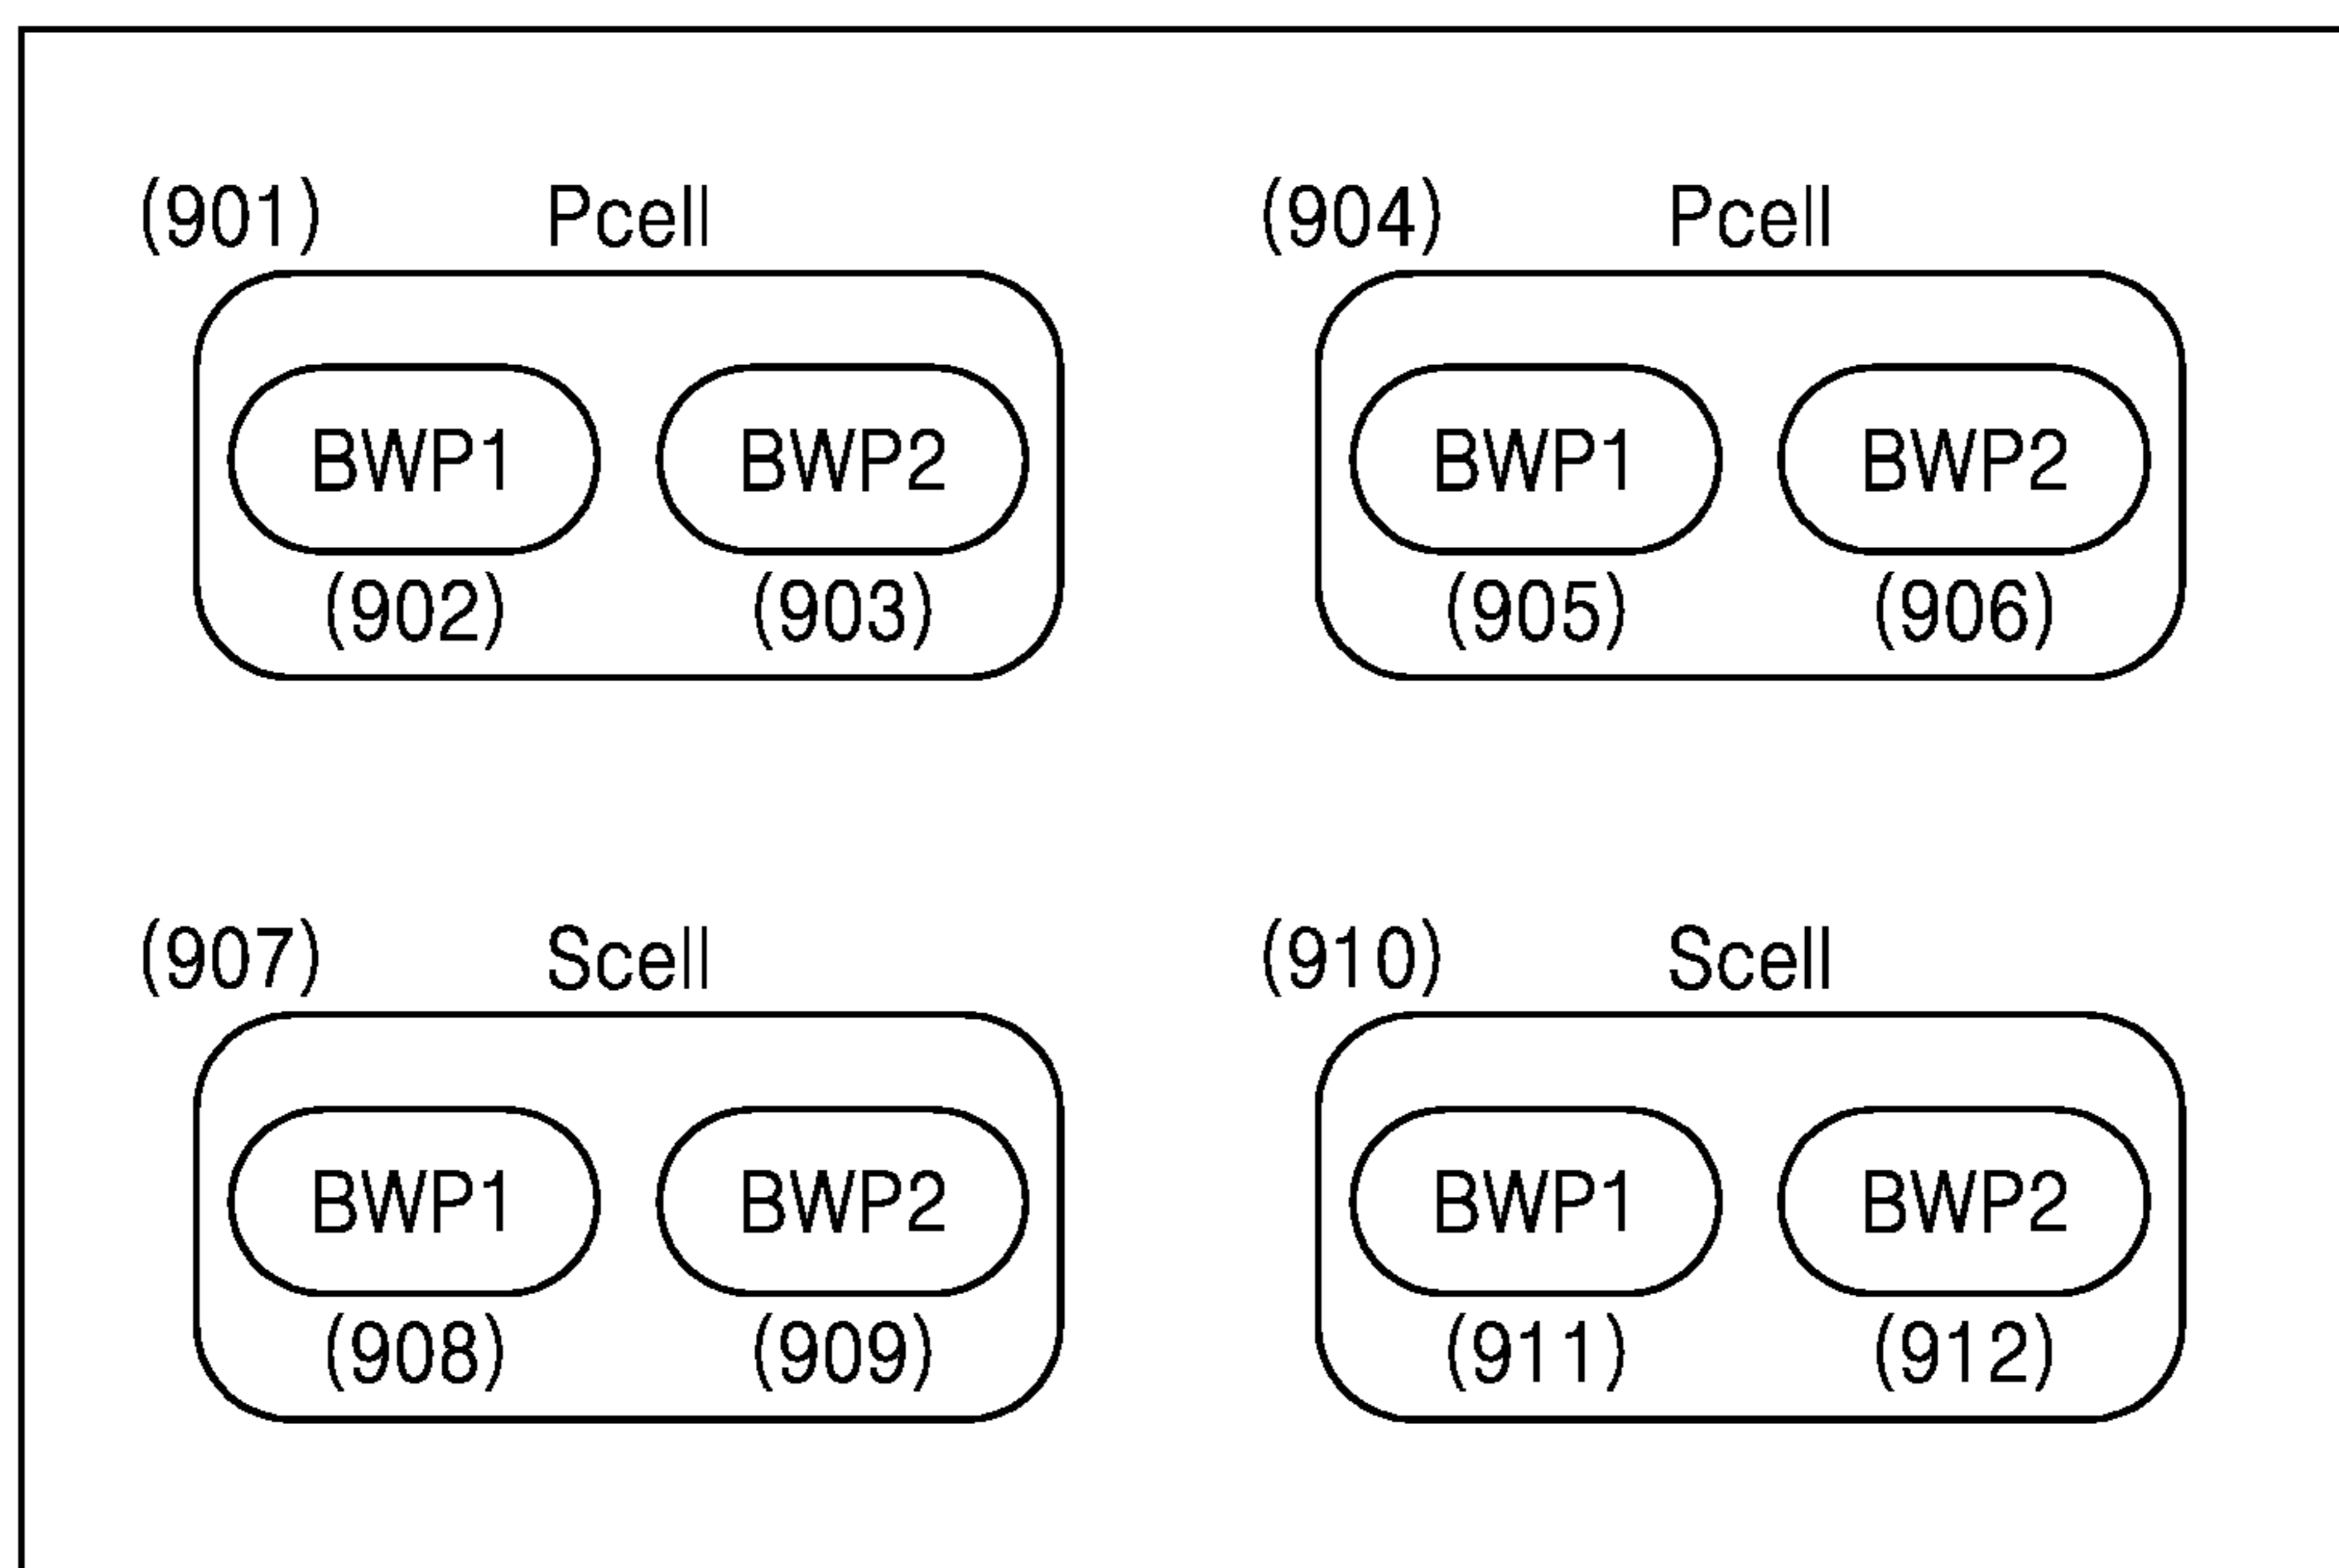 (901) Pcell (904) Pcell
BWP1 BWP2 BWP1 BWP2
(902) (903) (905) (906)
(907) Scell (910) Scell
BWP1 BWP2 BWP1 BWP2
(908) (909) (911) (912)